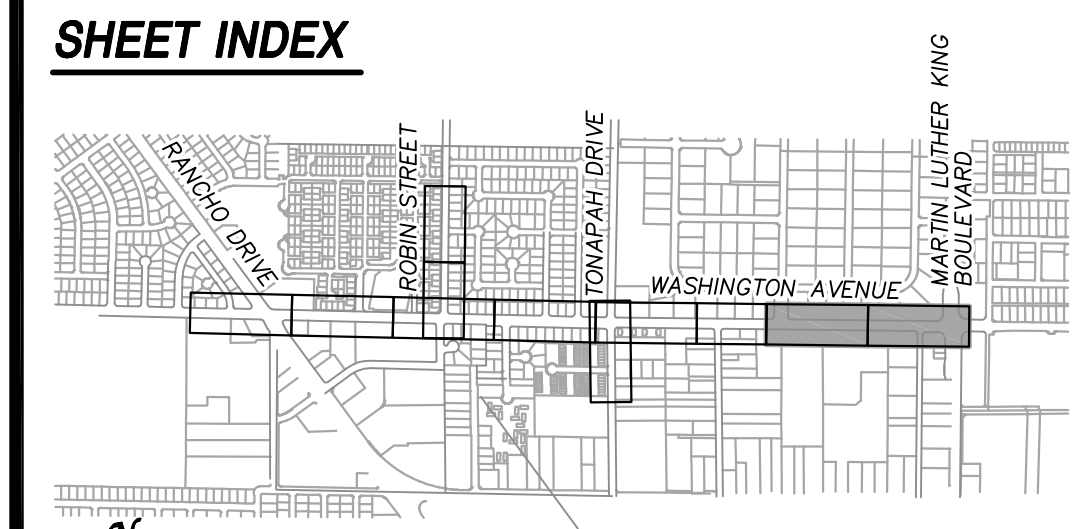 SHEET INDEX
RANCHO DRIVE
ROBIN STREET
TONAPAH DRIVE
WASHINGTON AVENUE
MARTIN LUTHER KING
BOULEVARD